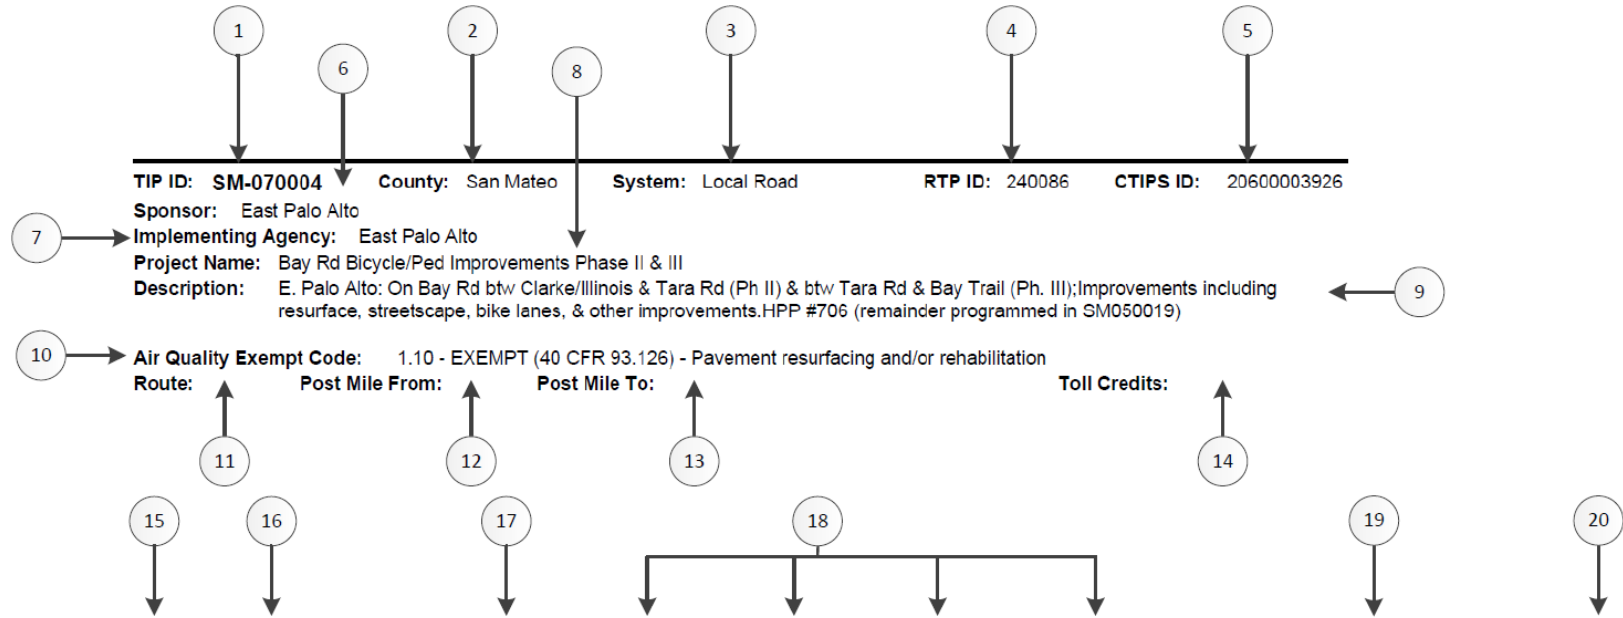 1 2 3 4 5
6 8
TIP ID: SM-070004 County: San Mateo System: Local Road RTP ID: 240086 CTIPS ID: 20600003926
Sponsor: East Palo Alto
7 Implementing Agency: East Palo Alto
Project Name: Bay Rd Bicycle/Ped Improvements Phase II & III
Description: E. Palo Alto: On Bay Rd btw Clarke/Illinois & Tara Rd (Ph II) & btw Tara Rd & Bay Trail (Ph. III);Improvements including 9
resurface, streetscape, bike lanes, & other improvements.HPP #706 (remainder programmed in SM050019)
10 Air Quality Exempt Code: 1.10 - EXEMPT (40 CFR 93.126) - Pavement resurfacing and/or rehabilitation
Route: Post Mile From: Post Mile To: Toll Credits:
11 12 13 14
15 16 17 18 19 20